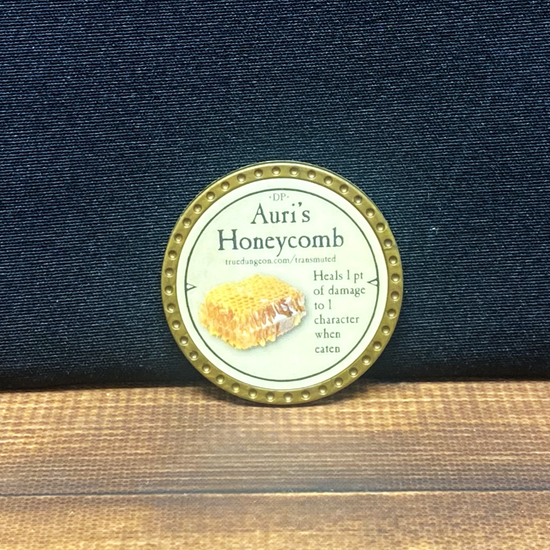 ·DP·
Auri's
Honeycomb
truedungeon.com/transmuted
Heals 1 pt
of damage
to 1
character
when
eaten